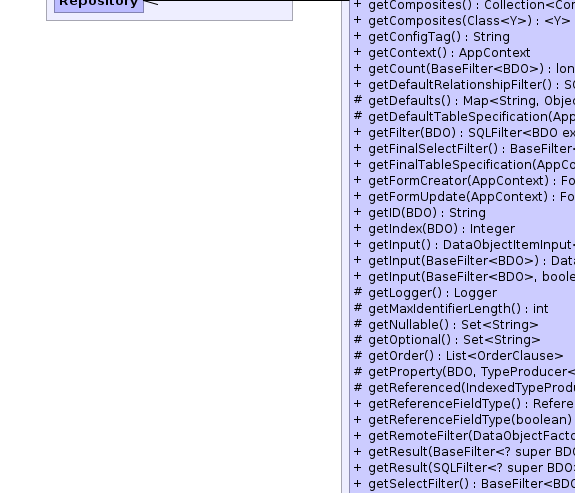 Repository
+ getComposites() : Collection<Con
+ getComposites(Class<Y>) : <Y>
+ getConfigTag() : String
+ getContext() : AppContext
+ getCount(BaseFilter<BDO>) : lon
+ getDefaultRelationshipFilter() : SQ
# getDefaults() : Map<String, Objec
# getDefaultTableSpecification(App
+ getFilter(BDO) : SQLFilter<BDO ex
+ getFinalSelectFilter() : BaseFilter<
+ getFinalTableSpecification(AppCo
+ getFormCreator(AppContext) : Fo
+ getFormUpdate(AppContext) : Fo
+ getID(BDO) : String
+ getIndex(BDO) : Integer
+ getInput() : DataObjectItemInput<
+ getInput(BaseFilter<BDO>) : Data
+ getInput(BaseFilter<BDO>, boole
# getLogger() : Logger
# getMaxIdentifierLength() : int
# getNullable() : Set<String>
# getOptional() : Set<String>
# getOrder() : List<OrderClause>
# getProperty(BDO, TypeProducer<
# getReferenced(IndexedTypeProdu
+ getReferenceFieldType() : Refere
+ getReferenceFieldType(boolean)
+ getRemoteFilter(DataObjectFacto
+ getResult(BaseFilter<? super BDO
+ getResult(SQLFilter<? super BDO>
+ getSelectFilter() : BaseFilter<BDO